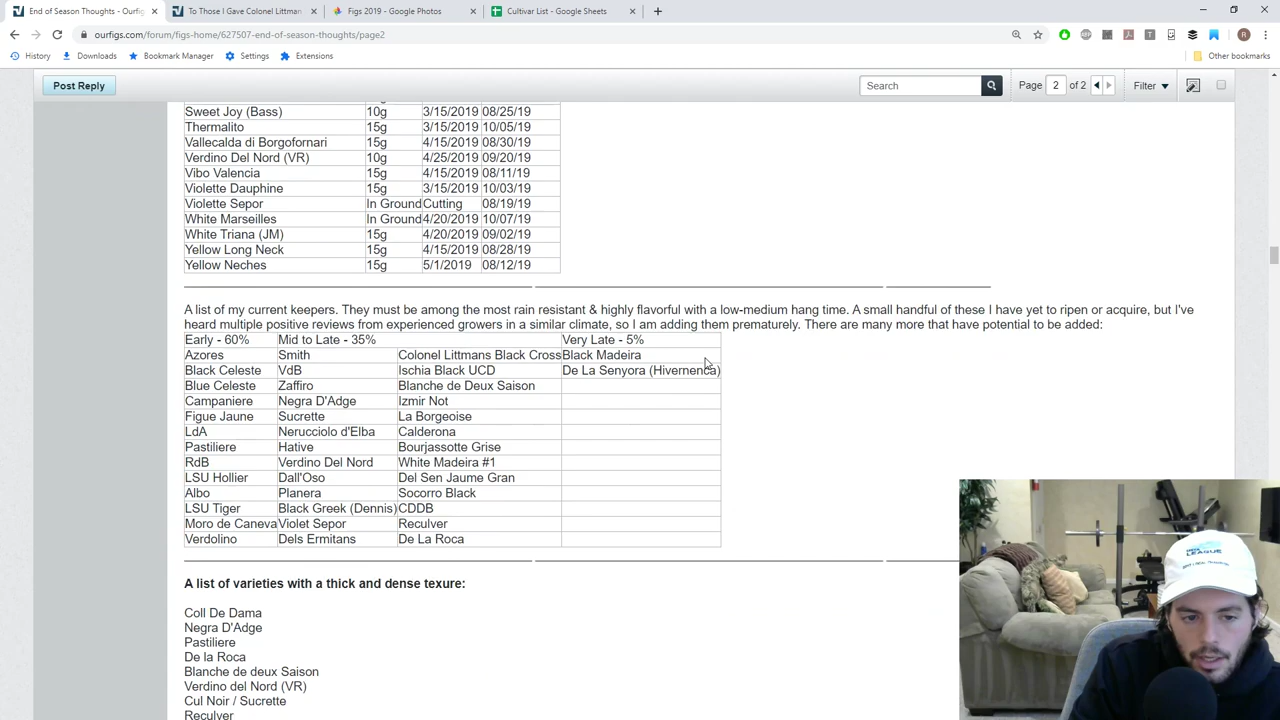 End of Season Thoughts - Ourfig
To Those I Gave Colonel Littman
Figs 2019 - Google Photos
Cultivar List - Google Sheets
ourfigs.com/forum/figs-home/627507-end-of-season-thoughts/page2
History Downloads Bookmark Manager Settings Extensions Other bookmarks
Post Reply Search Page 2 of 2 Filter
Sweet Joy (Bass) 10g 3/15/2019 08/25/19
Thermalito 15g 3/15/2019 10/05/19
Vallecalda di Borgofornari 15g 4/15/2019 08/30/19
Verdino Del Nord (VR) 10g 4/25/2019 09/20/19
Vibo Valencia 15g 4/15/2019 08/11/19
Violette Dauphine 15g 3/15/2019 10/03/19
Violette Sepor In Ground Cutting 08/19/19
White Marseilles In Ground 4/20/2019 10/07/19
White Triana (JM) 15g 4/20/2019 09/02/19
Yellow Long Neck 15g 4/15/2019 08/28/19
Yellow Neches 15g 5/1/2019 08/12/19
A list of my current keepers. They must be among the most rain resistant & highly flavorful with a low-medium hang time. A small handful of these I have yet to ripen or acquire, but I've
heard multiple positive reviews from experienced growers in a similar climate, so I am adding them prematurely. There are many more that have potential to be added:
Early - 60% Mid to Late - 35% Very Late - 5%
Azores Smith Colonel Littmans Black Cross Black Madeira
Black Celeste VdB Ischia Black UCD De La Senyora (Hivernenca)
Blue Celeste Zaffiro Blanche de Deux Saison
Campaniere Negra D'Adge Izmir Not
Figue Jaune Sucrette La Borgeoise
LdA Nerucciolo d'Elba Calderona
Pastiliere Hative Bourjassotte Grise
RdB Verdino Del Nord White Madeira #1
LSU Hollier Dall'Oso Del Sen Jaume Gran
Albo Planera Socorro Black
LSU Tiger Black Greek (Dennis) CDDB
Moro de Caneva Violet Sepor Reculver
Verdolino Dels Ermitans De La Roca
A list of varieties with a thick and dense texure:
Coll De Dama
Negra D'Adge
Pastiliere
De la Roca
Blanche de deux Saison
Verdino del Nord (VR)
Cul Noir / Sucrette
Reculver
LEAGUE